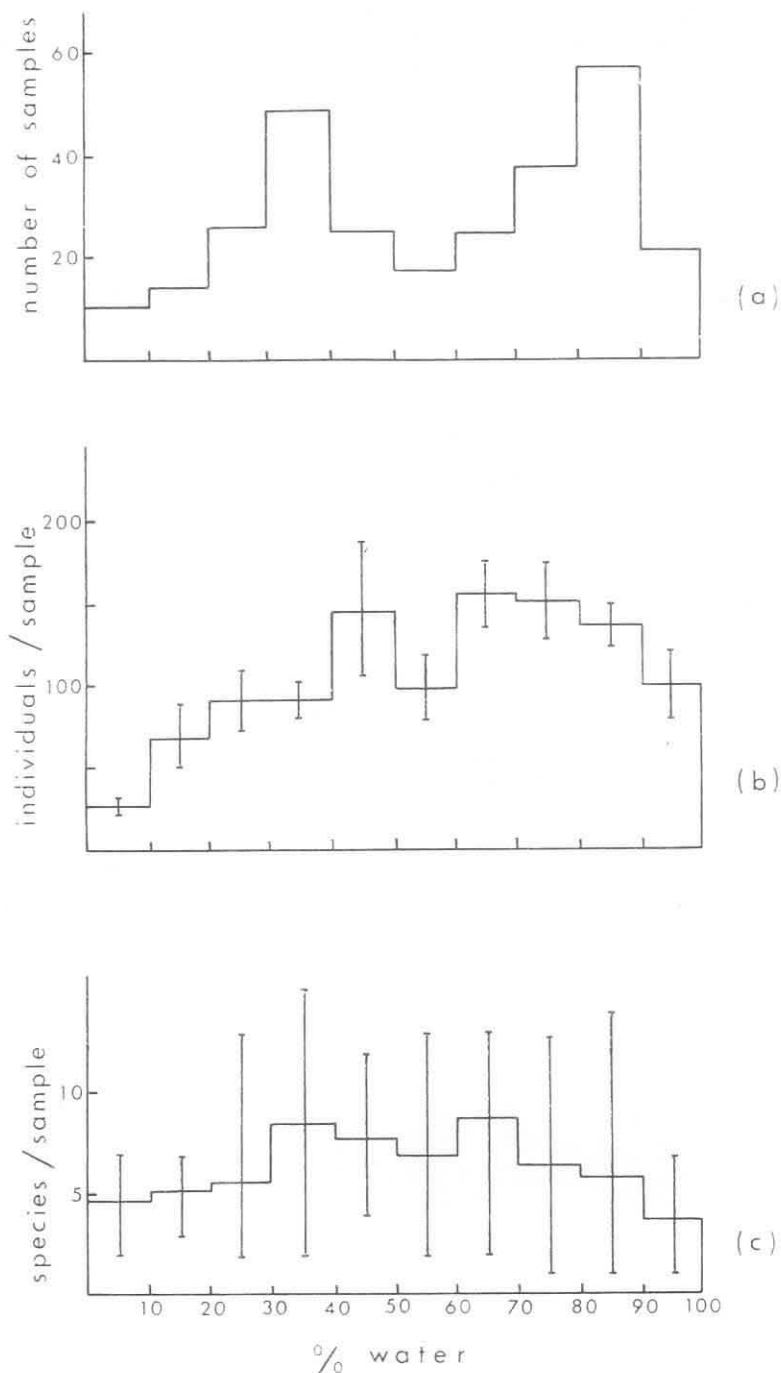 number of samples
60
40
20
(a)
individuals / sample
200
100
(b)
species/sample
10
5
(c)
10 20 30 40 50 60 70 80 90 100
% water